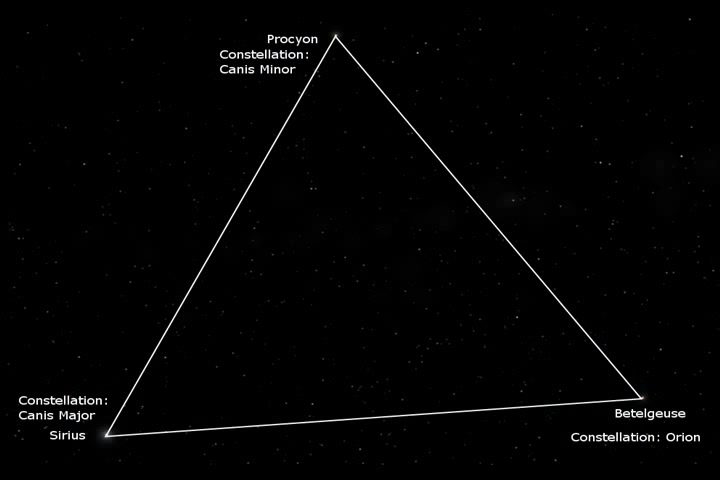 Procyon
Constellation:
Canis Minor
Constellation:
Canis Major
Sirius
Betelgeuse
Constellation: Orion